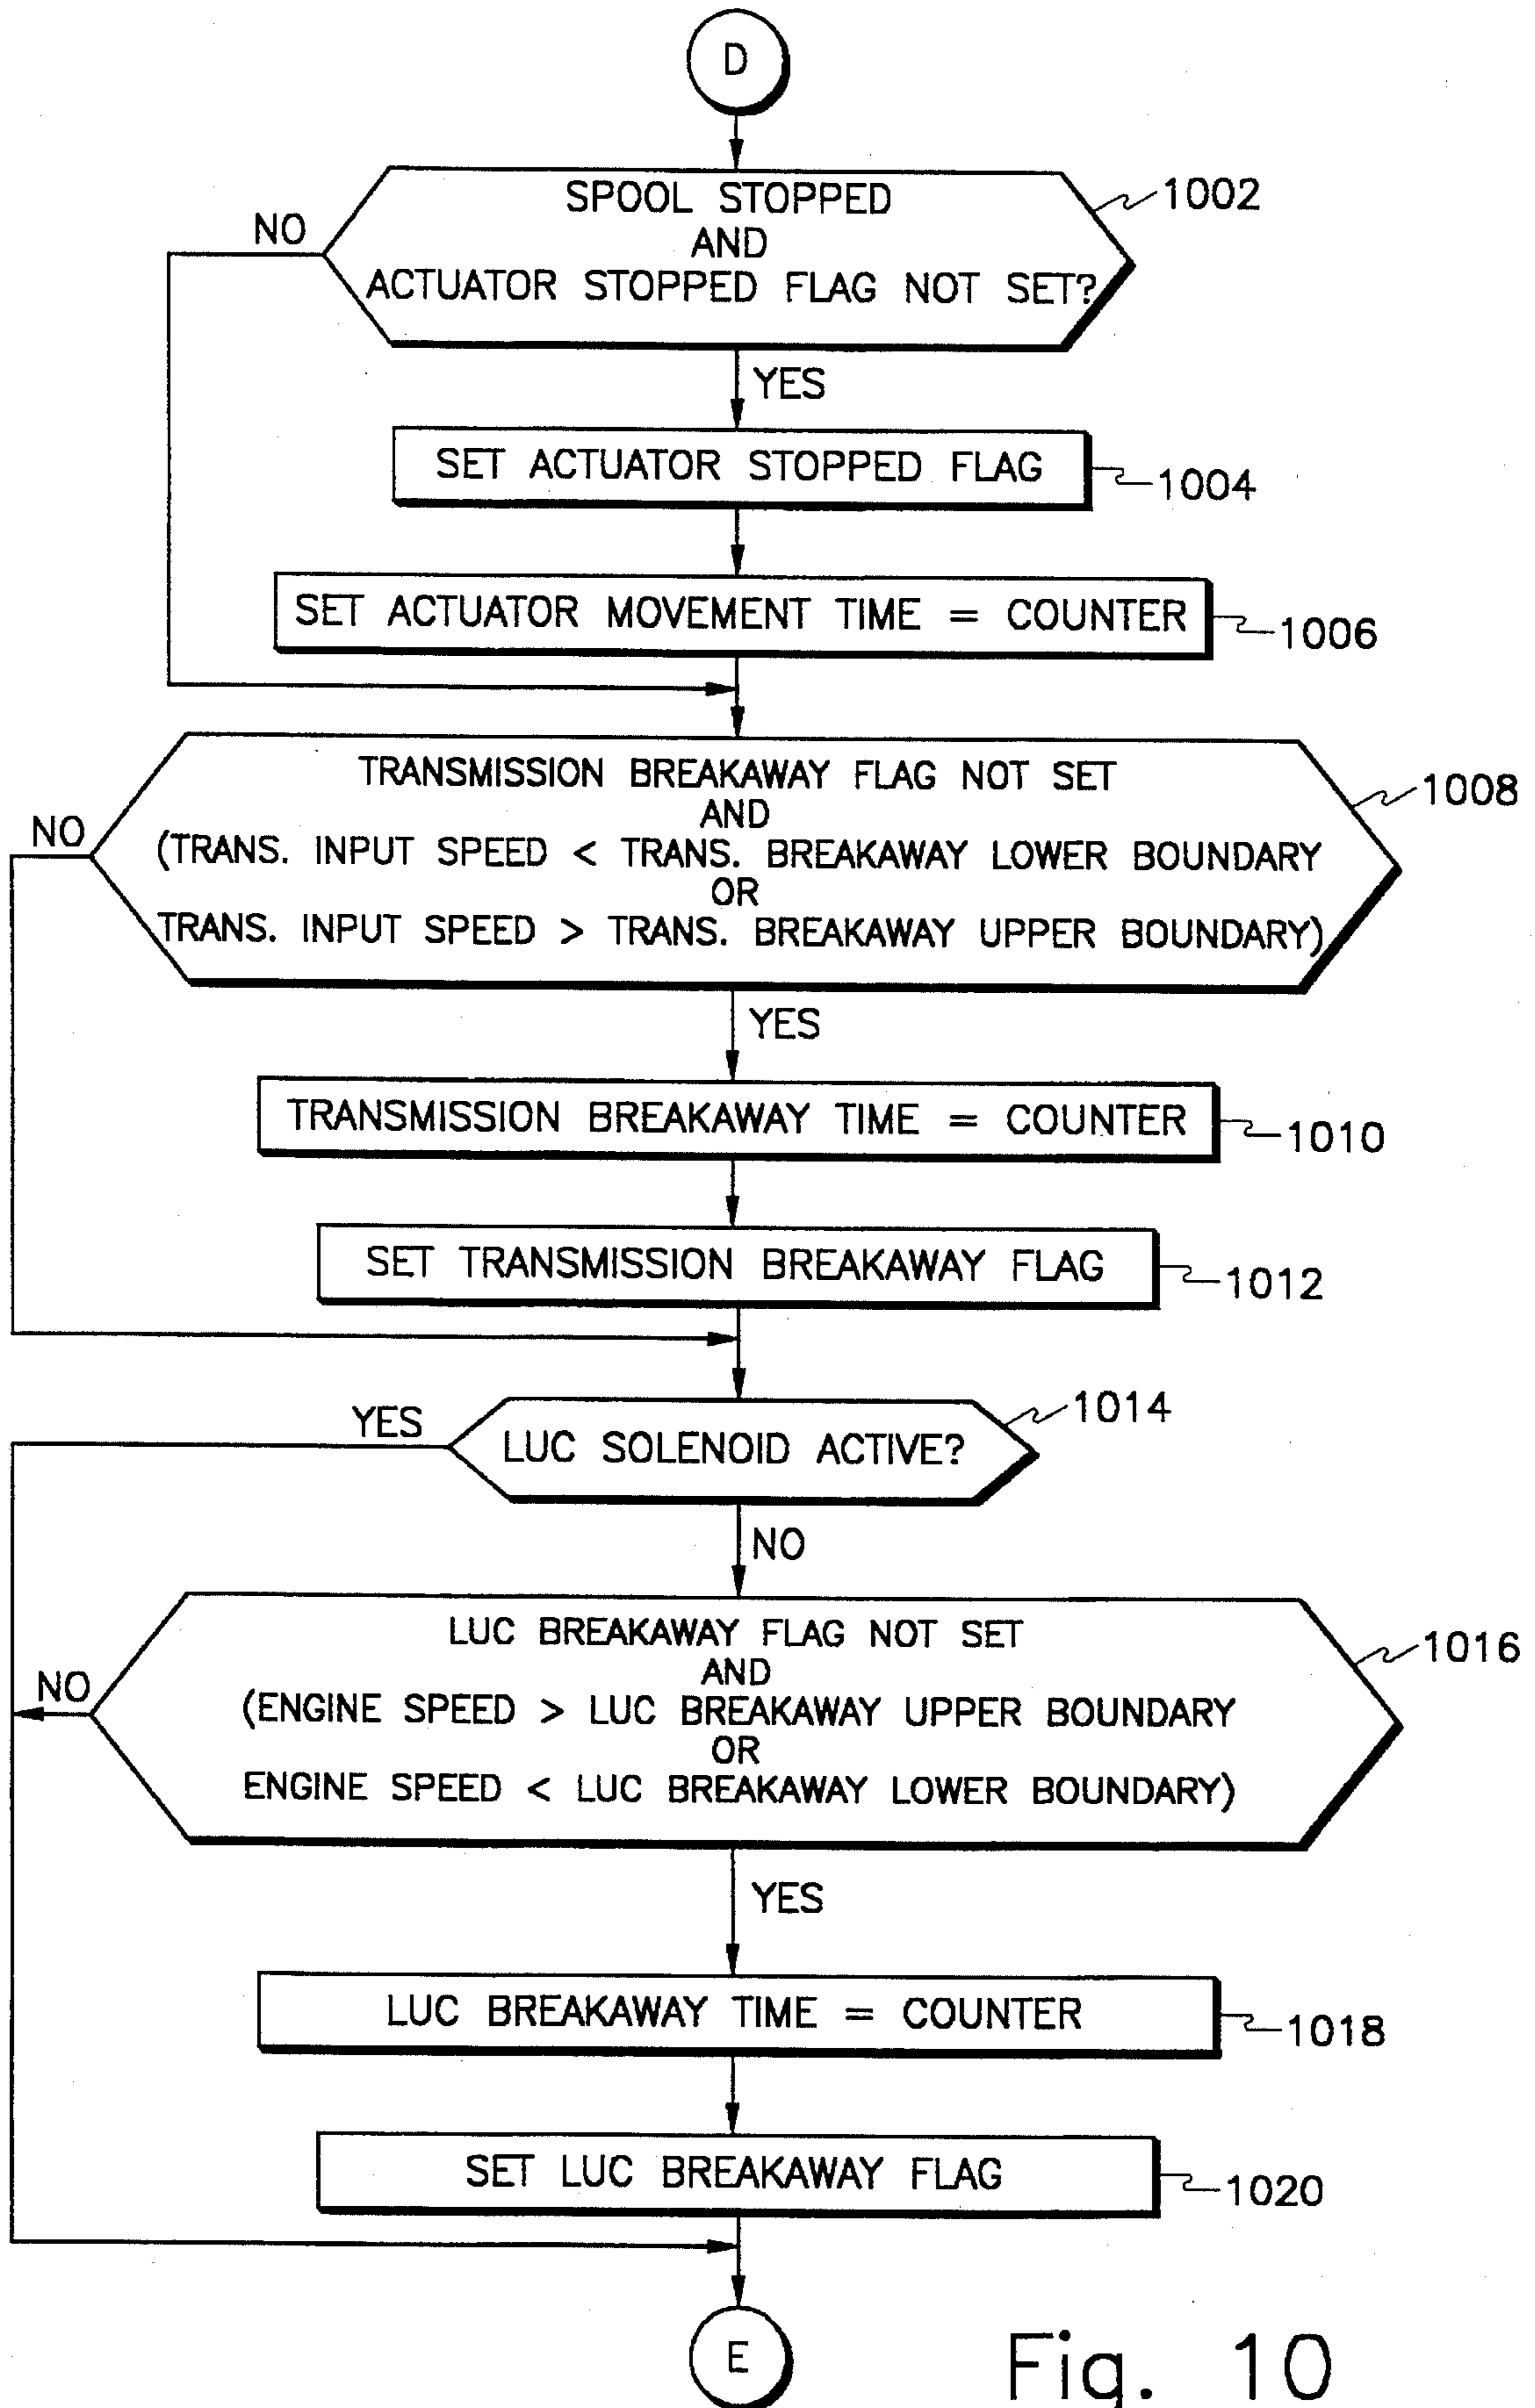 D
SPOOL STOPPED
AND
ACTUATOR STOPPED FLAG NOT SET?
1002
NO
YES
SET ACTUATOR STOPPED FLAG
1004
SET ACTUATOR MOVEMENT TIME = COUNTER
1006
TRANSMISSION BREAKAWAY FLAG NOT SET
AND
(TRANS. INPUT SPEED < TRANS. BREAKAWAY LOWER BOUNDARY
OR
TRANS. INPUT SPEED > TRANS. BREAKAWAY UPPER BOUNDARY)
1008
NO
YES
TRANSMISSION BREAKAWAY TIME = COUNTER
1010
SET TRANSMISSION BREAKAWAY FLAG
1012
LUC SOLENOID ACTIVE?
1014
YES
NO
LUC BREAKAWAY FLAG NOT SET
AND
(ENGINE SPEED > LUC BREAKAWAY UPPER BOUNDARY
OR
ENGINE SPEED < LUC BREAKAWAY LOWER BOUNDARY)
1016
NO
YES
LUC BREAKAWAY TIME = COUNTER
1018
SET LUC BREAKAWAY FLAG
1020
E
Fig. 10